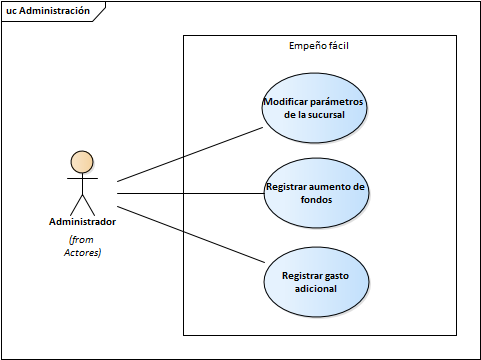 uc Administración
Empeño fácil
Modificar parámetros
de la sucursal
Registrar aumento de
fondos
Administrador
(from
Actores)
Registrar gasto
adicional